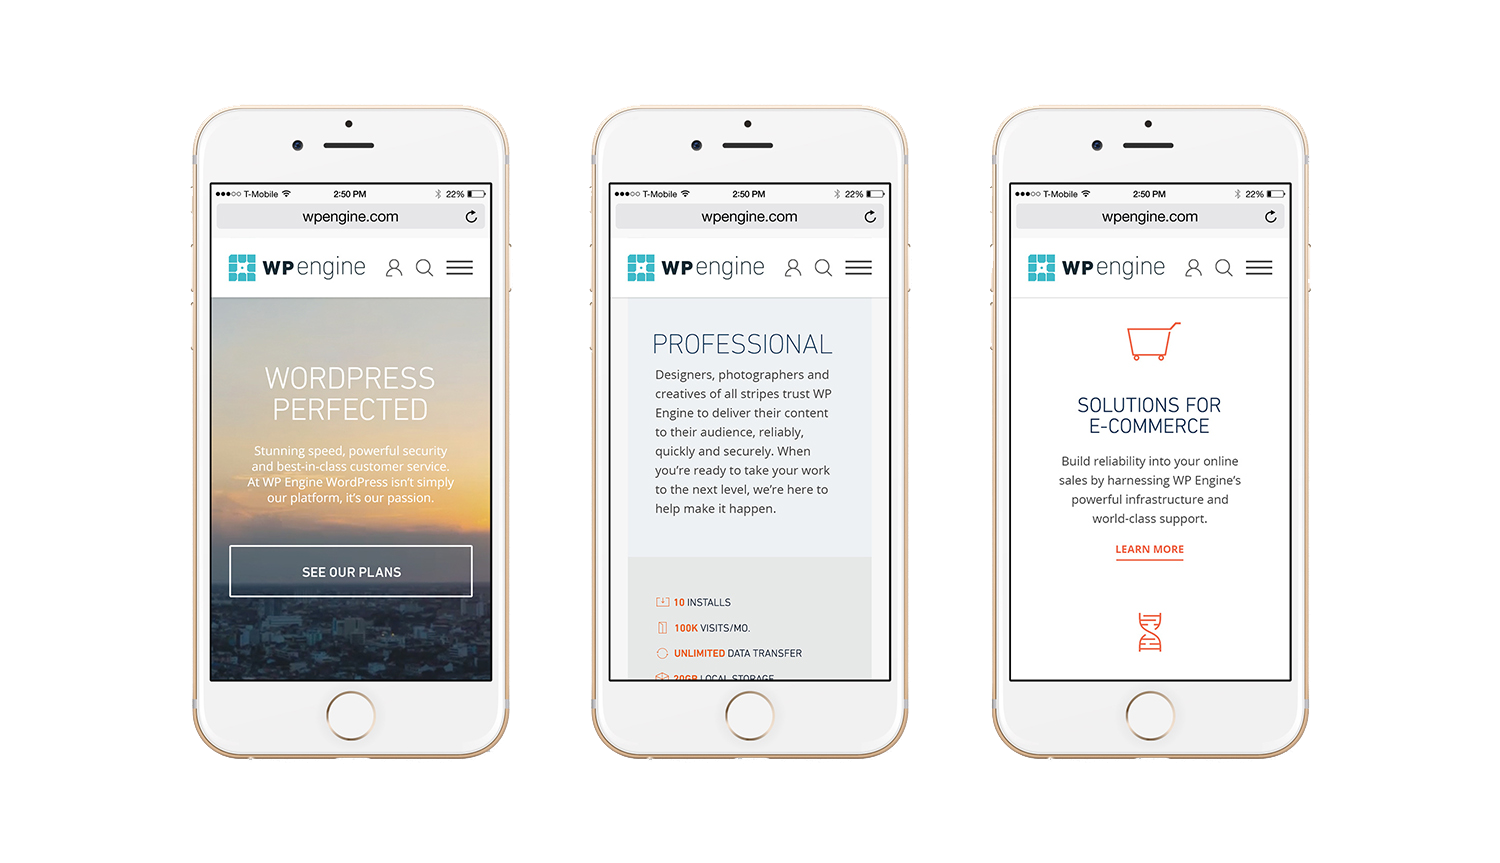 T-Mobile 2:50 PM 22%
wpengine.com
WP engine
WORDPRESS
PERFECTED
Stunning speed, powerful security
and best-in-class customer service.
At WP Engine WordPress isn't simply
our platform, it's our passion.
SEE OUR PLANS
T-Mobile 2:50 PM 22%
wpengine.com
WP engine
PROFESSIONAL
Designers, photographers and
creatives of all stripes trust WP
Engine to deliver their content
to their audience, reliably,
quickly and securely. When
you're ready to take your work
to the next level, we're here to
help make it happen.
10 INSTALLS
100K VISITS/MO.
UNLIMITED DATA TRANSFER
20GB LOCAL STORAGE
T-Mobile 2:50 PM 22%
wpengine.com
WP engine
SOLUTIONS FOR
E-COMMERCE
Build reliability into your online
sales by harnessing WP Engine's
powerful infrastructure and
world-class support.
LEARN MORE